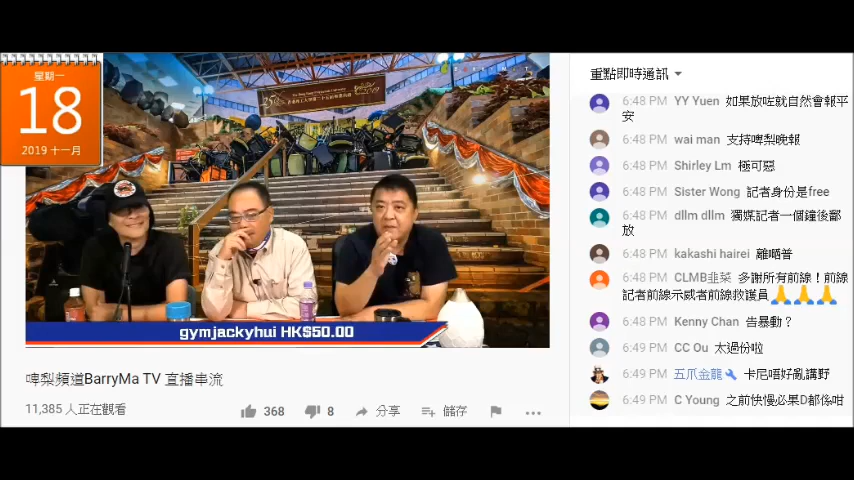 星期一
18
2019 十一月
25
2019
gymjackyhui HK$50.00
啤梨頻道BarryMa TV 直播串流
11,385 人正在觀看
368
8
分享
儲存
重點即時通訊
6:48 PM YY Yuen 如果放咗就自然會報平
安
6:48 PM wai man 支持啤梨晚報
6:48 PM Shirley Lm 極可惡
6:48 PM Sister Wong 記者身份是free
6:48 PM dllm dllm 獨媒記者一個鐘後鄱
放
6:48 PM kakashi hairei 離嗮普
6:48 PM CLMB韭菜 多謝所有前線！前線
記者前線示威者前線救護員🙏🙏🙏
6:48 PM Kenny Chan 告暴動？
6:49 PM CC Ou 太過份啦
6:49 PM 五爪金龍 卡尼唔好亂講野
6:49 PM C Young 之前快慢必果D都係咁